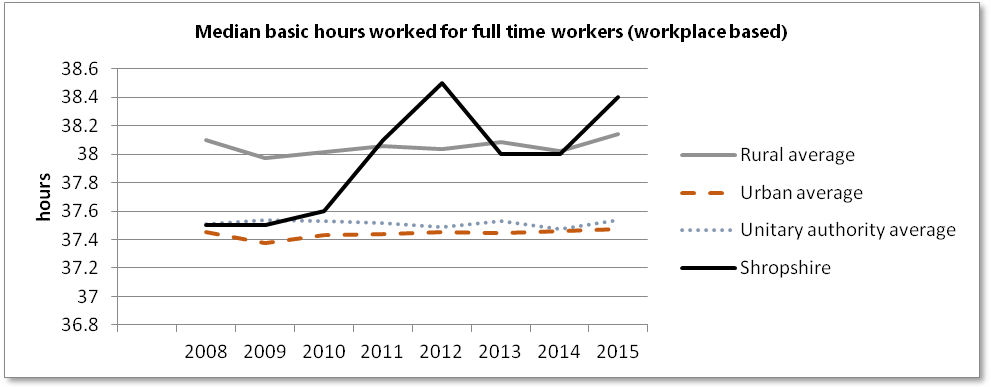 Median basic hours worked for full time workers (workplace based)
hours
38.6
38.4
38.2
38
37.8
37.6
37.4
37.2
37
36.8
2008 2009 2010 2011 2012 2013 2014 2015
Rural average
Urban average
Unitary authority average
Shropshire